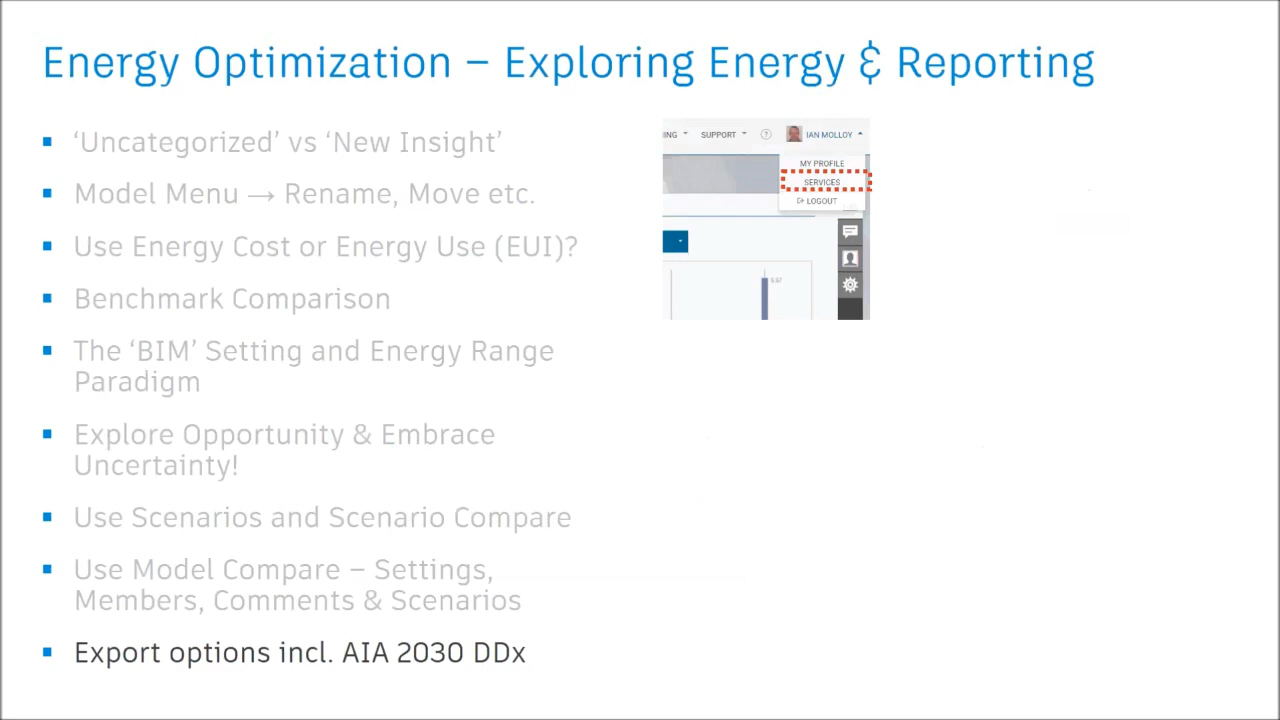 Energy Optimization – Exploring Energy & Reporting
‘Uncategorized’ vs ‘New Insight’
Model Menu → Rename, Move etc.
Use Energy Cost or Energy Use (EUI)?
Benchmark Comparison
The ‘BIM’ Setting and Energy Range
Paradigm
Explore Opportunity & Embrace
Uncertainty!
Use Scenarios and Scenario Compare
Use Model Compare – Settings,
Members, Comments & Scenarios
Export options incl. AIA 2030 DDx
NG SUPPORT ? IAN MOLLOY
MY PROFILE
SERVICES
LOGOUT